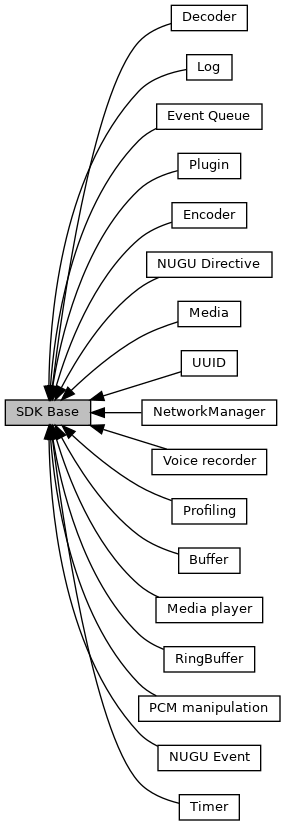 Decoder
Log
Event Queue
Plugin
Encoder
NUGU Directive
Media
UUID
SDK Base
NetworkManager
Voice recorder
Profiling
Buffer
Media player
RingBuffer
PCM manipulation
NUGU Event
Timer